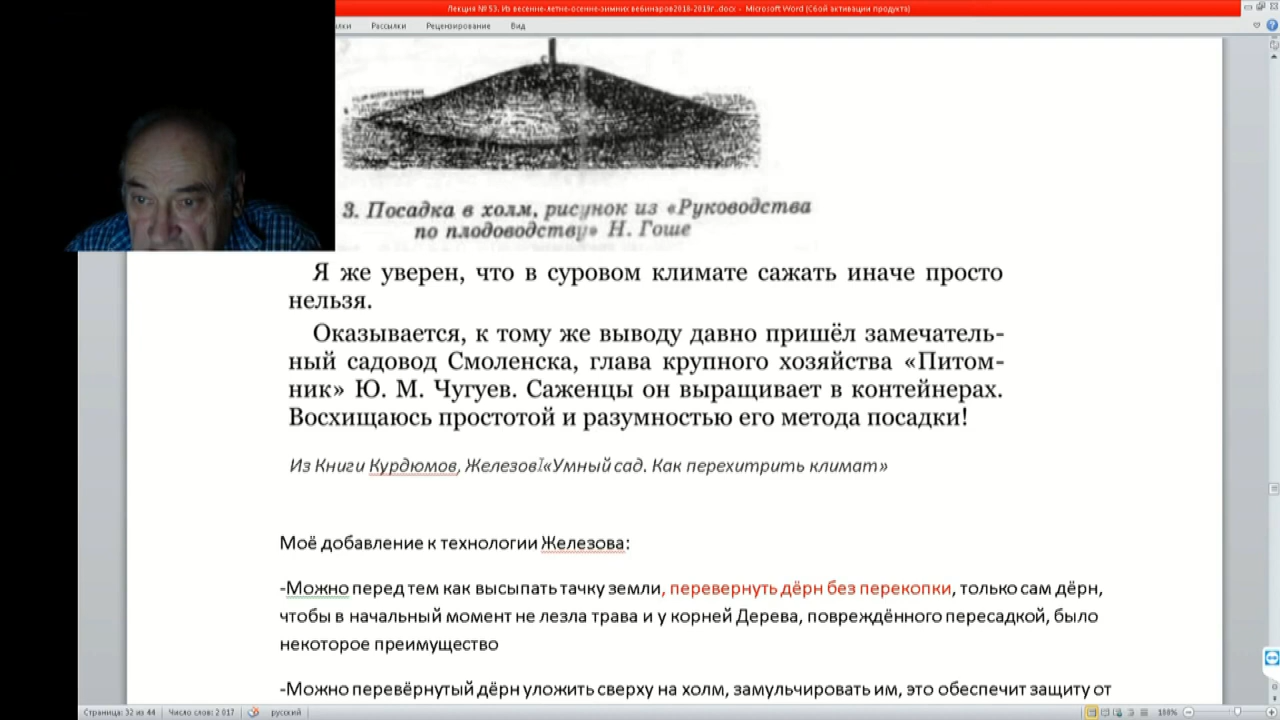 Лекция №53. Из весенне-летне-осенне-зимних вебинаров2018-2019г..docx - Microsoft Word (Сбой активации продукта)
лки Рассылки Рецензирование Вид
3. Посадка в холм, рисунок из «Руководства
по плодоводству» Н. Гоше
Я же уверен, что в суровом климате сажать иначе просто
нельзя.
Оказывается, к тому же выводу давно пришёл замечатель-
ный садовод Смоленска, глава крупного хозяйства «Питом-
ник» Ю. М. Чугуев. Саженцы он выращивает в контейнерах.
Восхищаюсь простотой и разумностью его метода посадки!
Из Книги Курдюмов, Железов «Умный сад. Как перехитрить климат»
Моё добавление к технологии Железова:
-Можно перед тем как высыпать тачку земли, перевернуть дёрн без перекопки, только сам дёрн,
чтобы в начальный момент не лезла трава и у корней Дерева, повреждённого пересадкой, было
некоторое преимущество
-Можно перевёрнутый дёрн уложить сверху на холм, замульчировать им, это обеспечит защиту от
Страница: 32 из 44 Число слов: 2 017 русский 188%